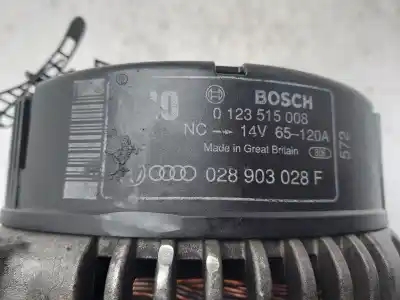 BOSCH
0 123 515 008
NC 14V 65-120A
Made in Great Britain
028 903 028 F
572